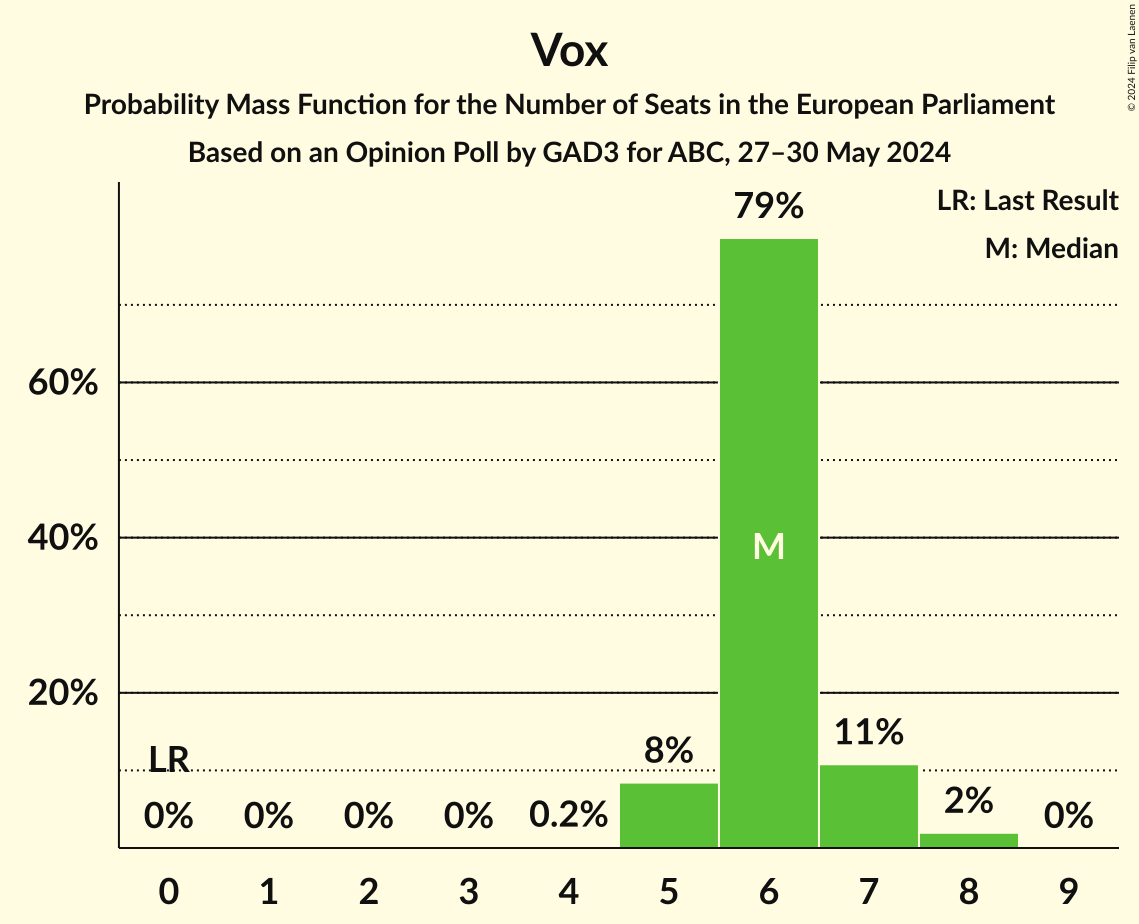 Vox
Probability Mass Function for the Number of Seats in the European Parliament
Based on an Opinion Poll by GAD3 for ABC, 27–30 May 2024
© 2024 Filip van Laenen
LR: Last Result
M: Median
79%
60%
40%
20%
M
LR
0%
0%
0%
0%
0.2%
8%
11%
2%
0%
0 1 2 3 4 5 6 7 8 9